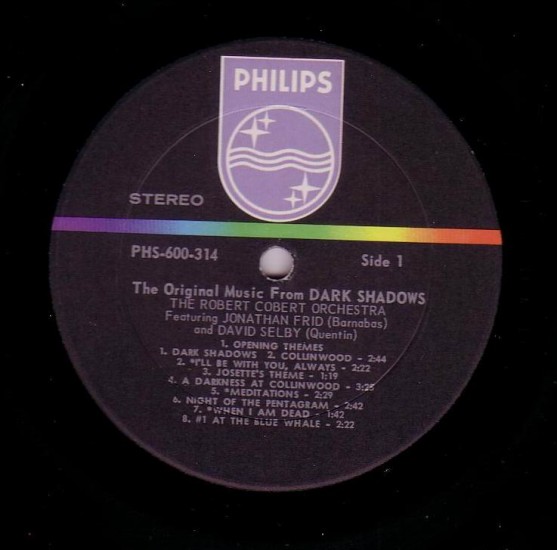 PHILIPS
STEREO
PHS-600-314
Side 1
The Original Music From DARK SHADOWS
THE ROBERT COBERT ORCHESTRA
Featuring JONATHAN FRID (Barnabas)
and DAVID SELBY (Quentin)
1. OPENING THEMES
1. DARK SHADOWS 2. COLLINWOOD - 2:44
2. *I'LL BE WITH YOU, ALWAYS - 2:22
3. JOSETTE'S THEME - 1:19
4. A DARKNESS AT COLLINWOOD - 3:25
5. *MEDITATIONS - 2:29
6. NIGHT OF THE PENTAGRAM - 2:42
7. *WHEN I AM DEAD - 1:42
8. #1 AT THE BLUE WHALE - 2:22